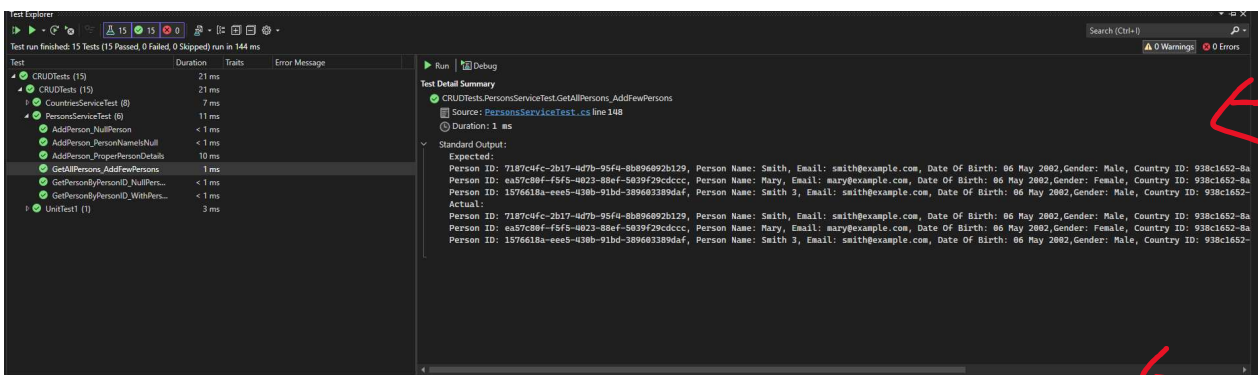 Test Explorer
15 15 0
Search (Ctrl+I)
Test run finished: 15 Tests (15 Passed, 0 Failed, 0 Skipped) run in 144 ms
0 Warnings 0 Errors
Test Duration Traits Error Message
CRUDTests (15) 21 ms
CRUDTests (15) 21 ms
CountriesServiceTest (8) 7 ms
PersonsServiceTest (6) 11 ms
AddPerson_NullPerson < 1 ms
AddPerson_PersonNameIsNull < 1 ms
AddPerson_ProperPersonDetails 10 ms
GetAllPersons_AddFewPersons 1 ms
GetPersonByPersonID_NullPers... < 1 ms
GetPersonByPersonID_WithPers... < 1 ms
UnitTest1 (1) 3 ms
Run Debug
Test Detail Summary
CRUDTests.PersonsServiceTest.GetAllPersons_AddFewPersons
Source: PersonsServiceTest.cs line 148
Duration: 1 ms
Standard Output:
Expected:
Person ID: 7187c4fc-2b17-4d7b-95f4-8b896092b129, Person Name: Smith, Email: smith@example.com, Date Of Birth: 06 May 2002,Gender: Male, Country ID: 938c1652-8a
Person ID: ea57c80f-f5f5-4023-88ef-5039f29cdccc, Person Name: Mary, Email: mary@example.com, Date Of Birth: 06 May 2002,Gender: Female, Country ID: 938c1652-8a
Person ID: 1576618a-eee5-430b-91bd-389603389daf, Person Name: Smith 3, Email: smith@example.com, Date Of Birth: 06 May 2002,Gender: Male, Country ID: 938c1652-
Actual:
Person ID: 7187c4fc-2b17-4d7b-95f4-8b896092b129, Person Name: Smith, Email: smith@example.com, Date Of Birth: 06 May 2002,Gender: Male, Country ID: 938c1652-8a
Person ID: ea57c80f-f5f5-4023-88ef-5039f29cdccc, Person Name: Mary, Email: mary@example.com, Date Of Birth: 06 May 2002,Gender: Female, Country ID: 938c1652-8a
Person ID: 1576618a-eee5-430b-91bd-389603389daf, Person Name: Smith 3, Email: smith@example.com, Date Of Birth: 06 May 2002,Gender: Male, Country ID: 938c1652-